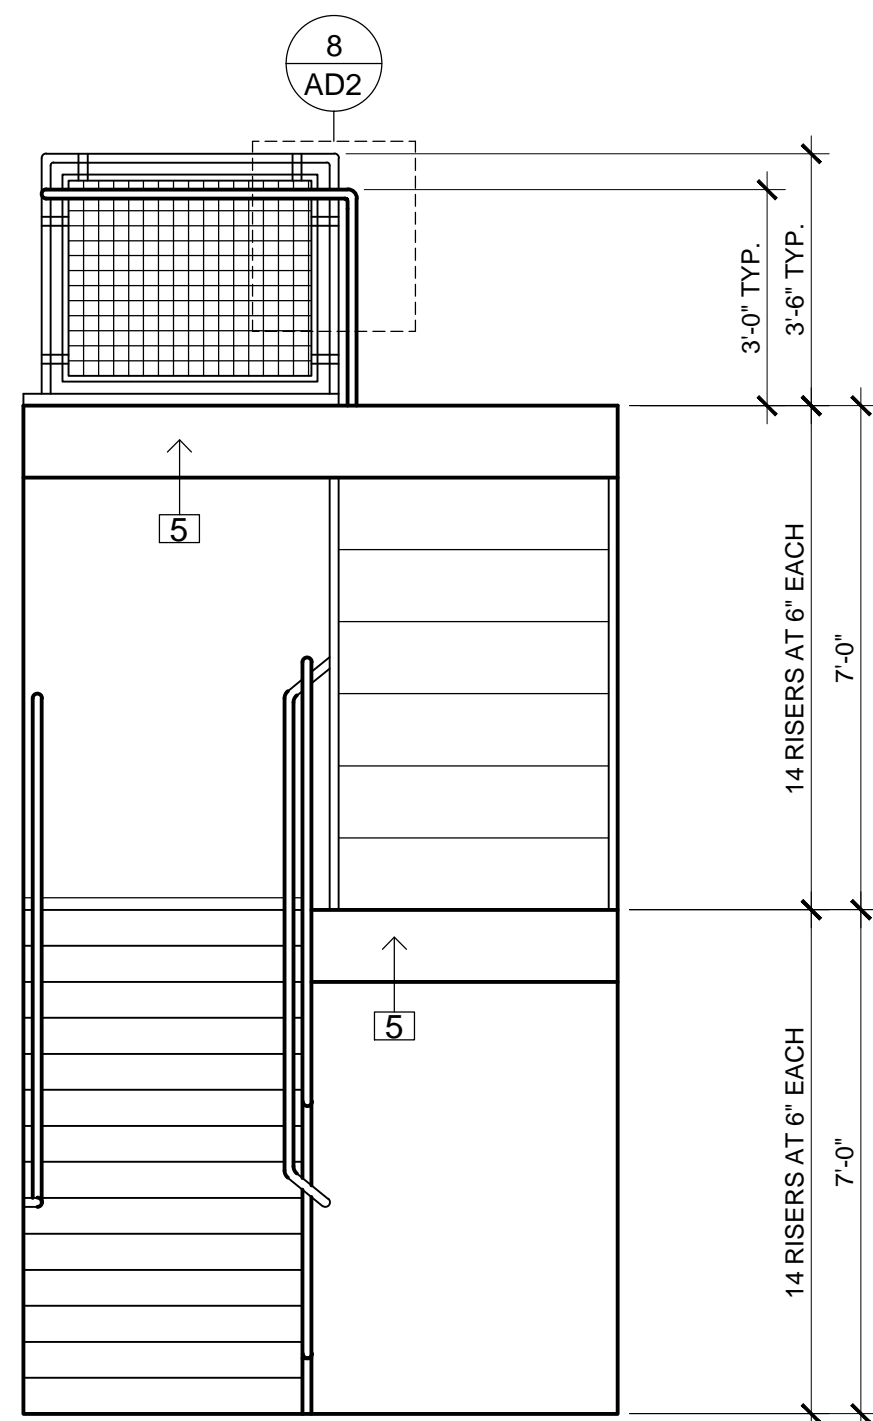 8
AD2
3'-0" TYP.
3'-6" TYP.
5
14 RISERS AT 6" EACH
7'-0"
5
14 RISERS AT 6" EACH
7'-0"